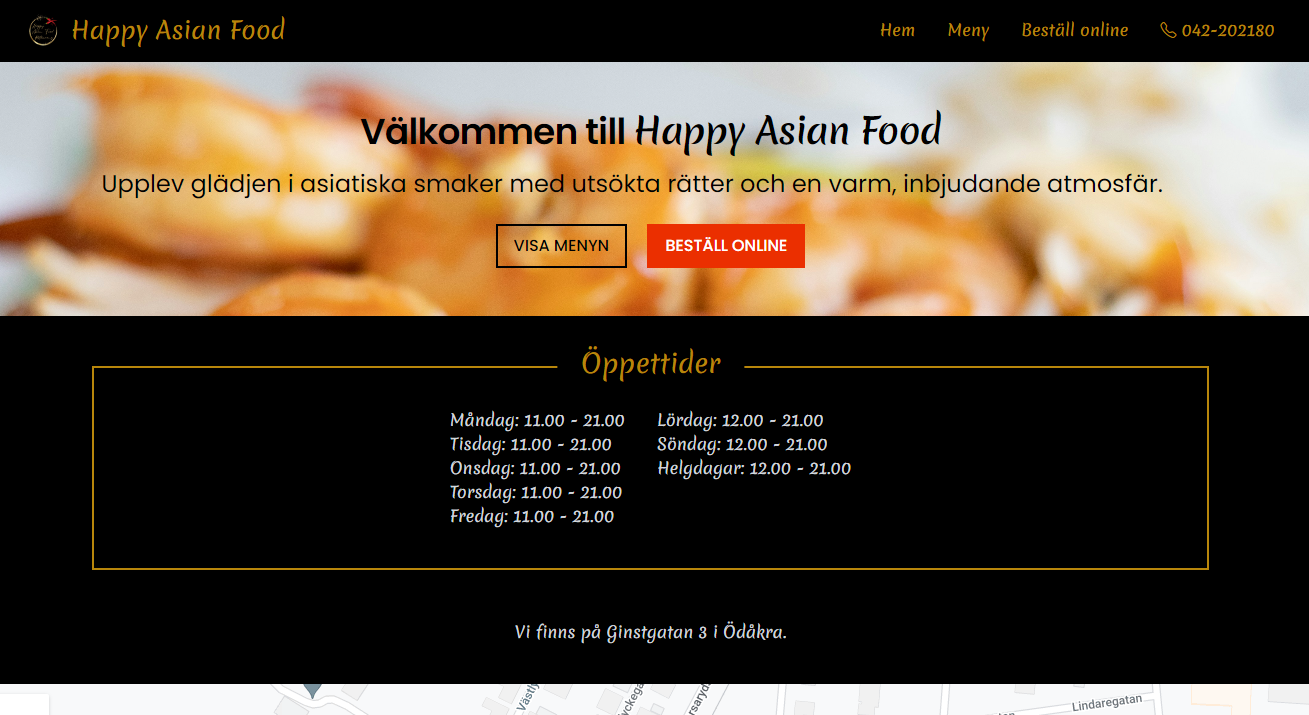 Happy Asian Food
Hem Meny Beställ online 042-202180
Välkommen till Happy Asian Food
Upplev glädjen i asiatiska smaker med utsökta rätter och en varm, inbjudande atmosfär.
VISA MENYN BESTÄLL ONLINE
Öppettider
Måndag: 11.00 - 21.00
Tisdag: 11.00 - 21.00
Onsdag: 11.00 - 21.00
Torsdag: 11.00 - 21.00
Fredag: 11.00 - 21.00
Lördag: 12.00 - 21.00
Söndag: 12.00 - 21.00
Helgdagar: 12.00 - 21.00
Vi finns på Ginstgatan 3 i Ödåkra.
Lindaregatan